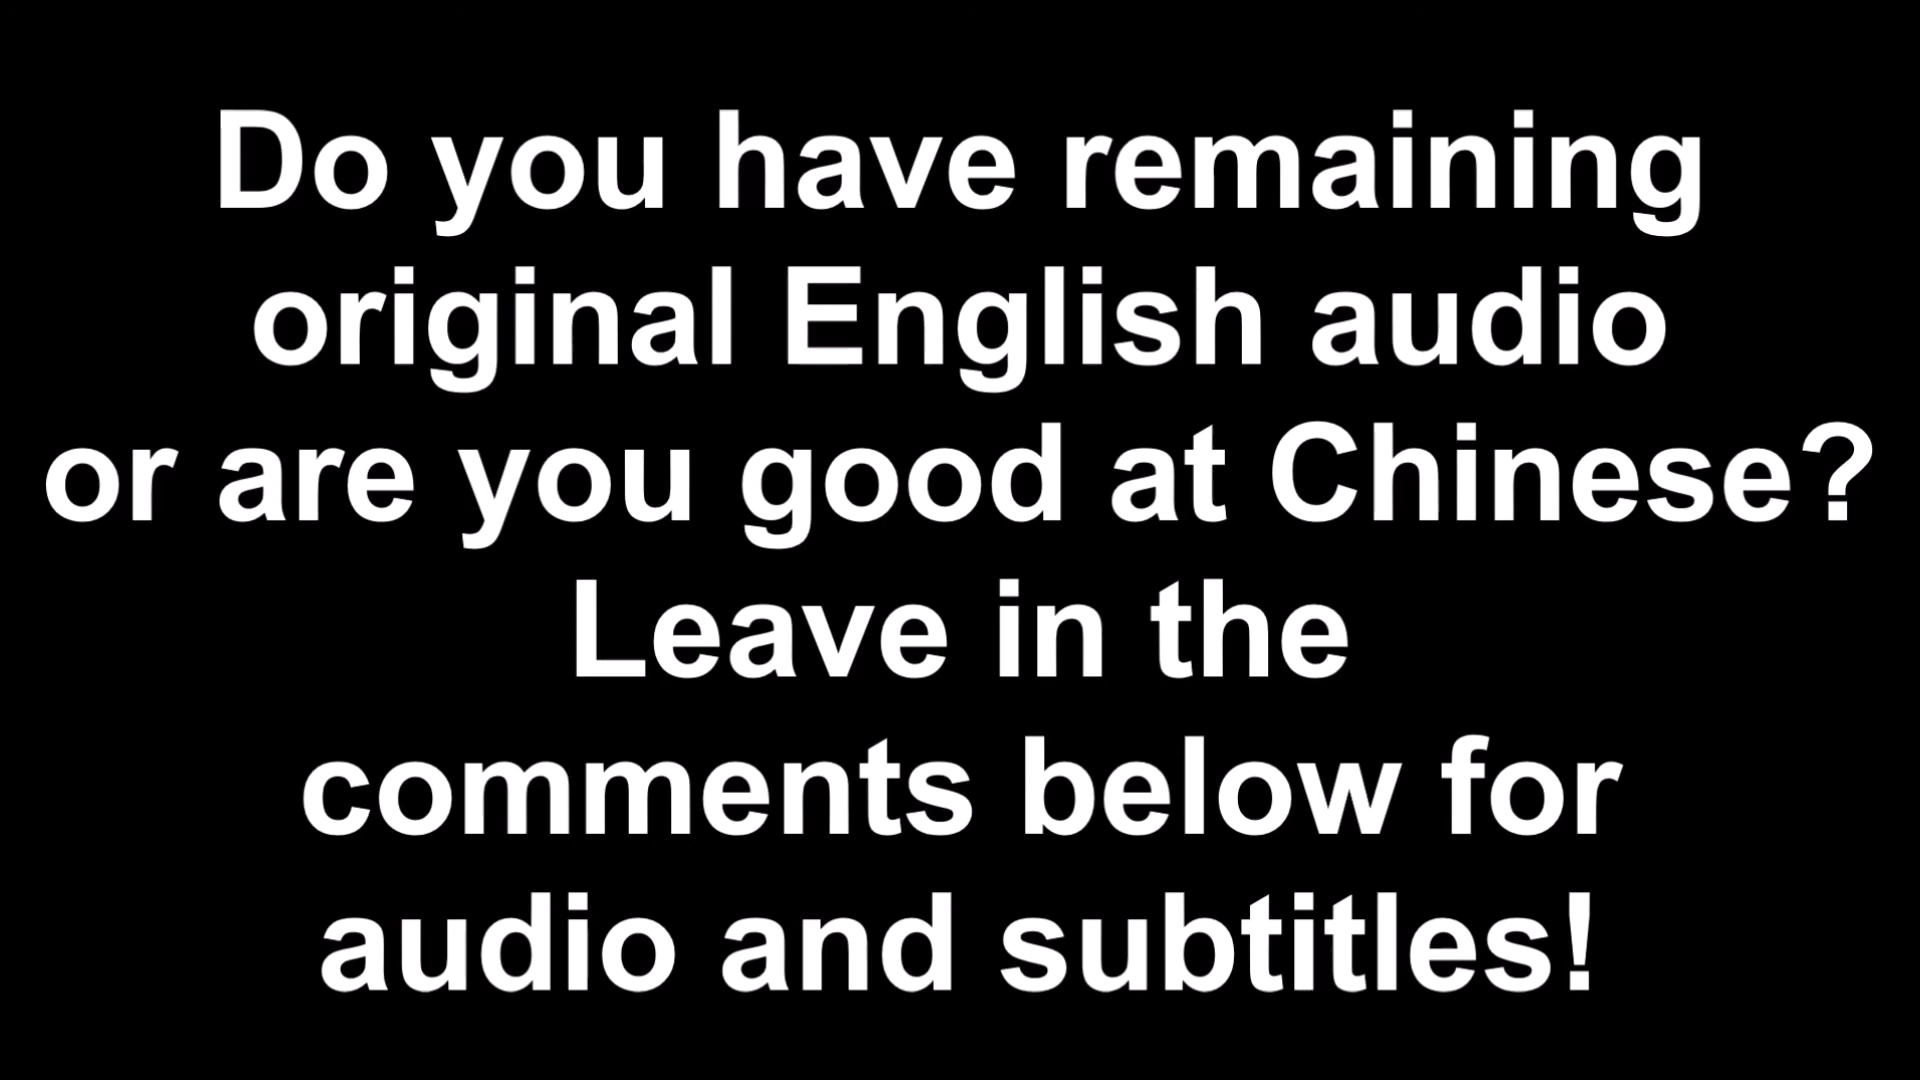 Do you have remaining
original English audio
or are you good at Chinese?
Leave in the
comments below for
audio and subtitles!